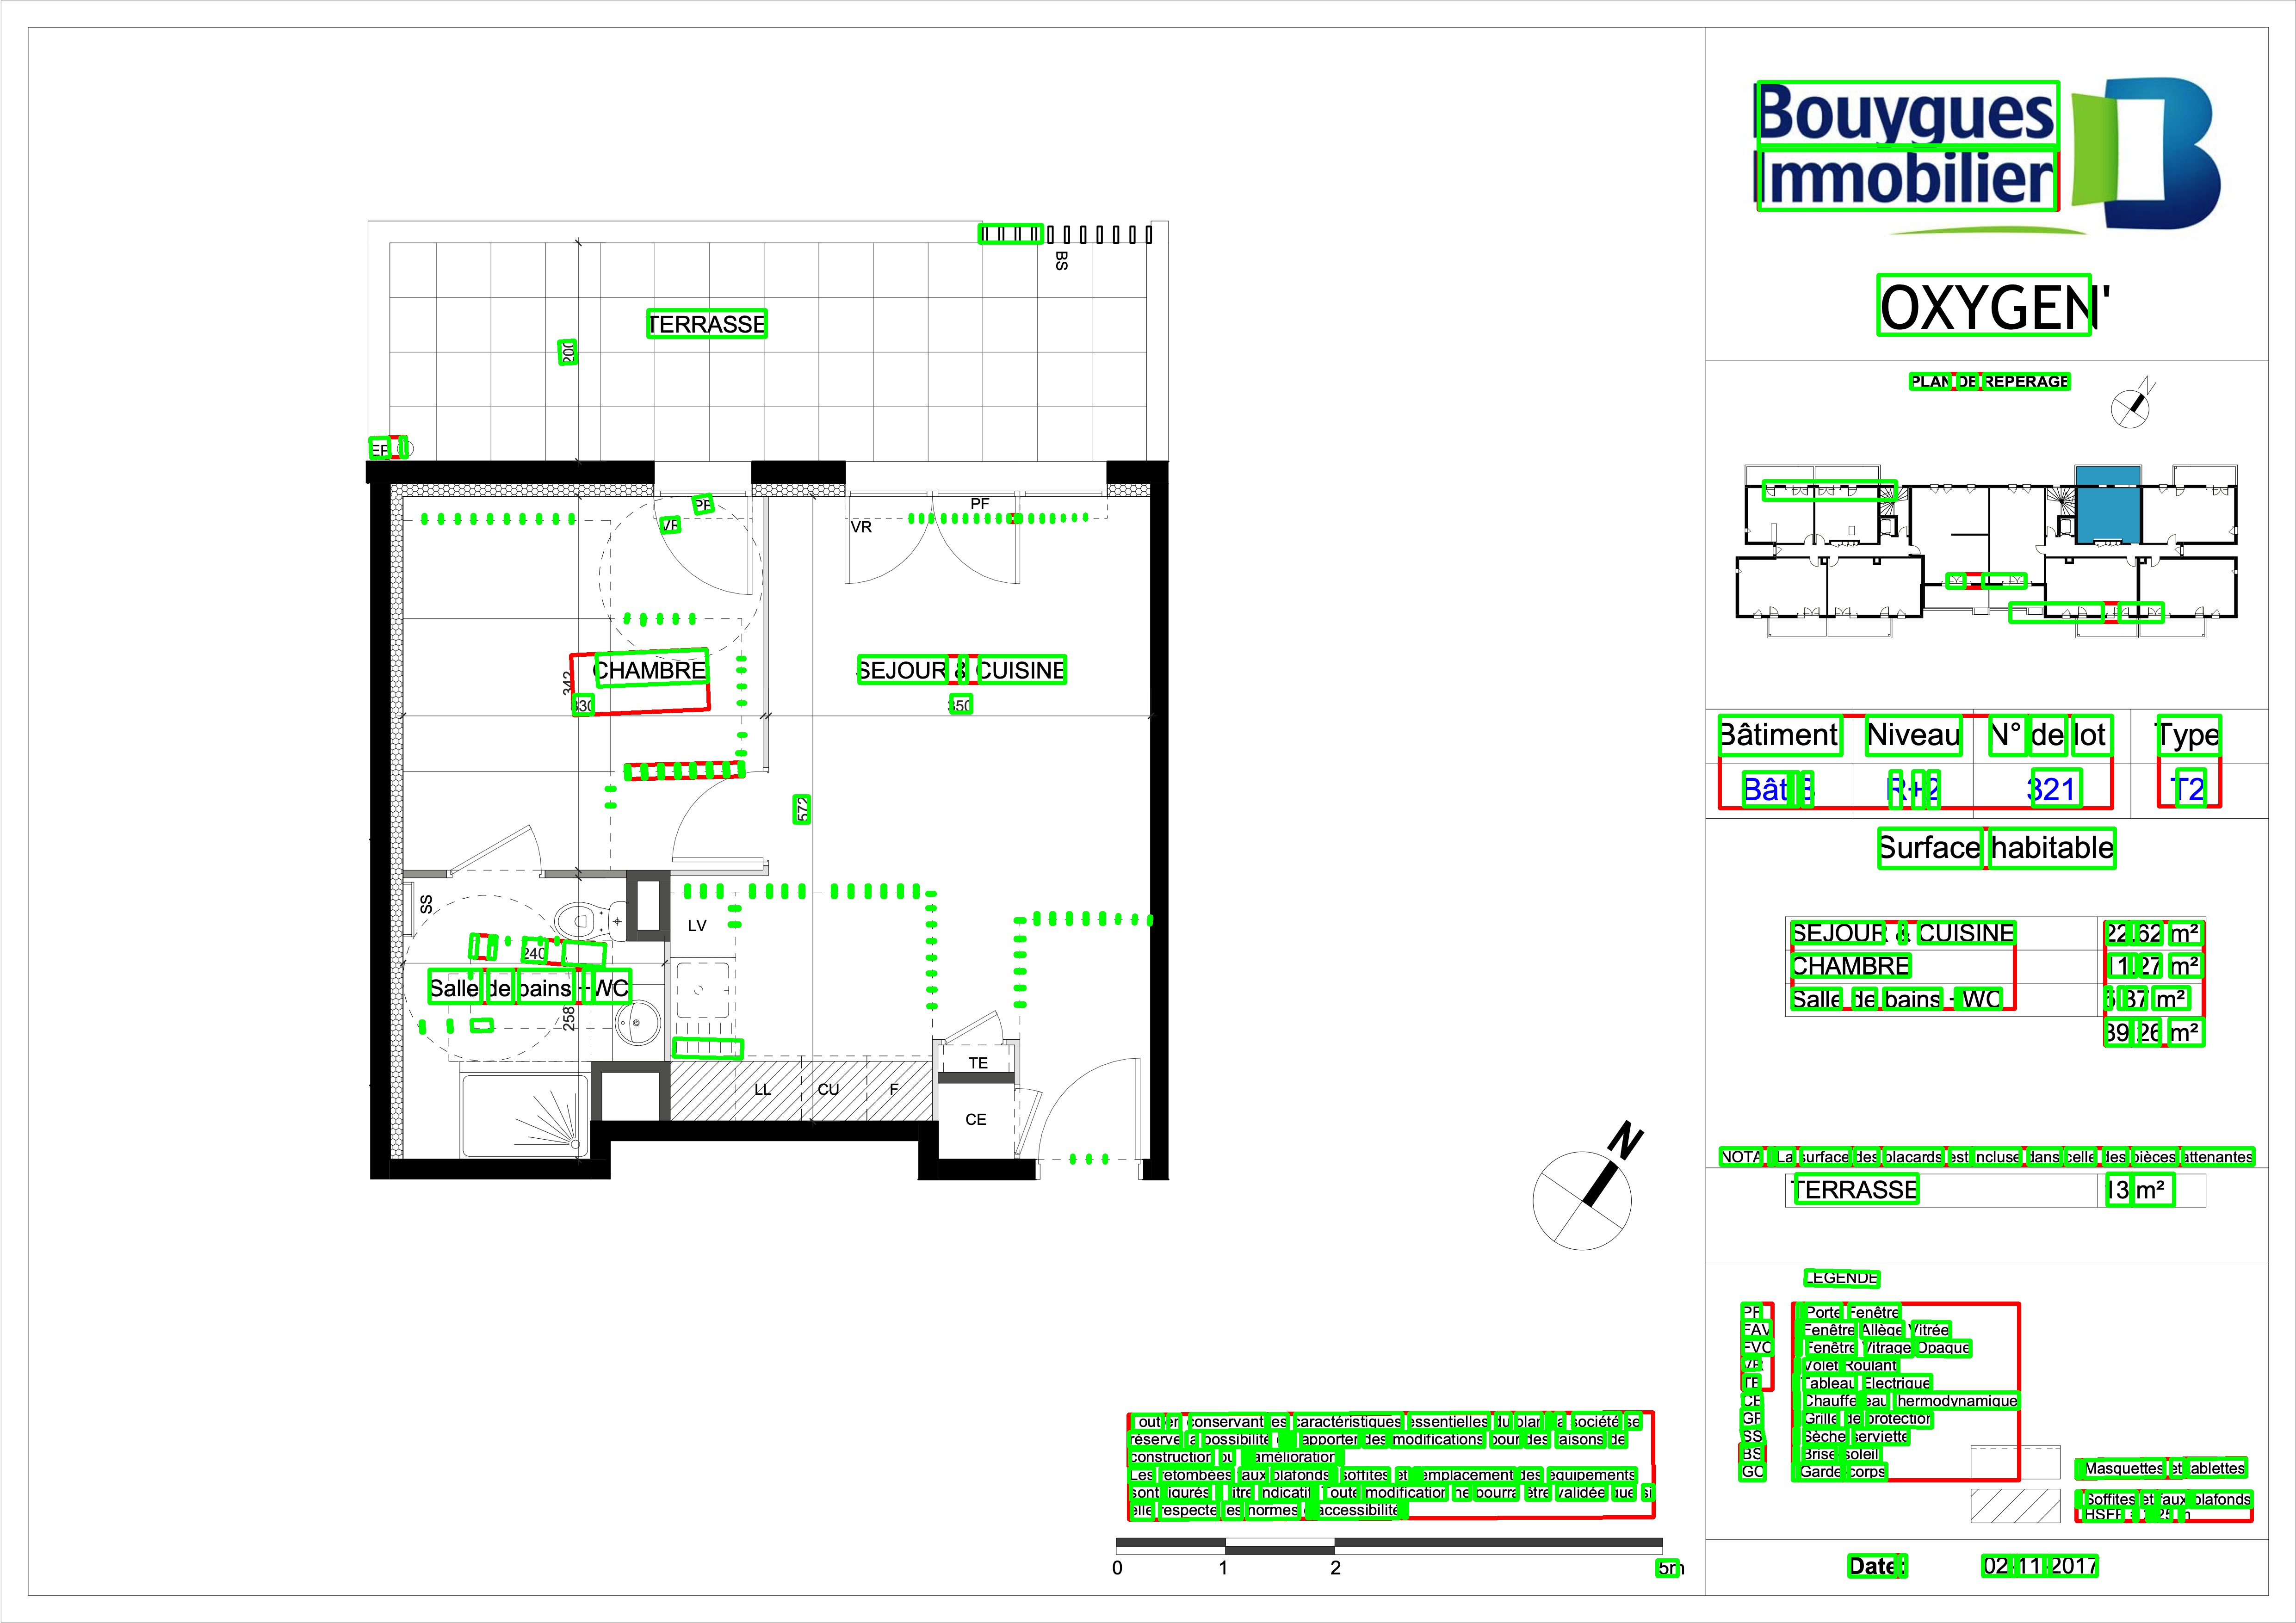 Bouygues
Immobilier
OXYGEN'
PLAN DE REPERAGE
N
Bâtiment Niveau N° de lot Type
Bât B R+2 321 T2
Surface habitable
SEJOUR & CUISINE 22.62 m²
CHAMBRE 11.27 m²
Salle de bains + WC 5.37 m²
39.26 m²
NOTA : La surface des placards est incluse dans celle des pièces attenantes
TERRASSE 13 m²
LEGENDE
PF : Porte Fenêtre
FAV : Fenêtre Allège Vitrée
FVO : Fenêtre Vitrage Opaque
VR : Volet Roulant
TE : Tableau Electrique
CE : Chauffe eau thermodynamique
GP : Grille de protection
SS : Sèche serviette
BS : Brise soleil
GC : Garde corps
Masquettes et tablettes
Soffites et faux plafonds
Date: 02-11-2017
BS
TERRASSE
200
EP
PF
VR
PF
VR
CHAMBRE
342
330
SEJOUR & CUISINE
350
572
SS
LV
240
Salle de bains + WC
258
TE
LL CU F
CE
N
Tout en conservant les caractéristiques essentielles du plan, la société se
réserve la possibilité d'apporter des modifications pour des raisons de
construction ou d'amélioration.
Les retombées, faux plafonds, soffites et l'emplacement des équipements
sont figurés à titre indicatif. Toute modification ne pourra être validée que si
elle respecte les normes d'accessibilité.
0 1 2 5m